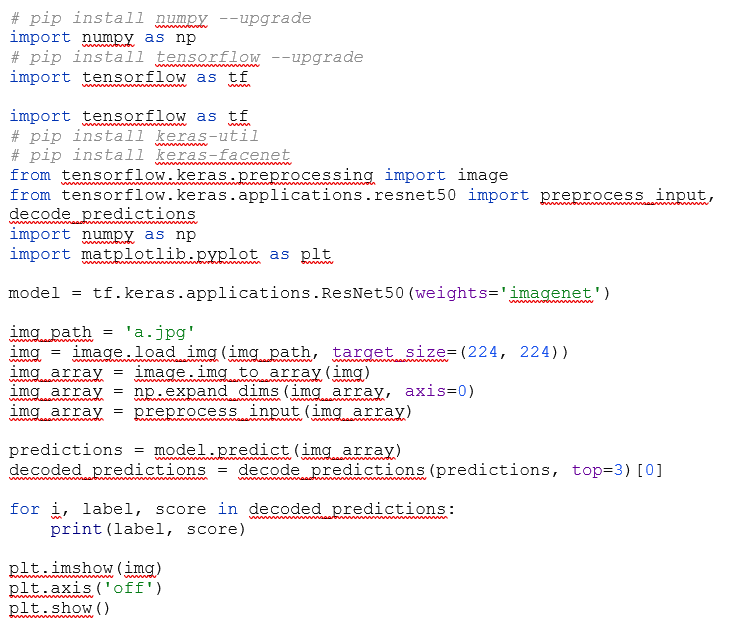 # pip install numpy --upgrade
import numpy as np
# pip install tensorflow --upgrade
import tensorflow as tf

import tensorflow as tf
# pip install keras-util
# pip install keras-facenet
from tensorflow.keras.preprocessing import image
from tensorflow.keras.applications.resnet50 import preprocess_input,
decode_predictions
import numpy as np
import matplotlib.pyplot as plt

model = tf.keras.applications.ResNet50(weights='imagenet')

img_path = 'a.jpg'
img = image.load_img(img_path, target_size=(224, 224))
img_array = image.img_to_array(img)
img_array = np.expand_dims(img_array, axis=0)
img_array = preprocess_input(img_array)

predictions = model.predict(img_array)
decoded_predictions = decode_predictions(predictions, top=3)[0]

for i, label, score in decoded_predictions:
    print(label, score)

plt.imshow(img)
plt.axis('off')
plt.show()